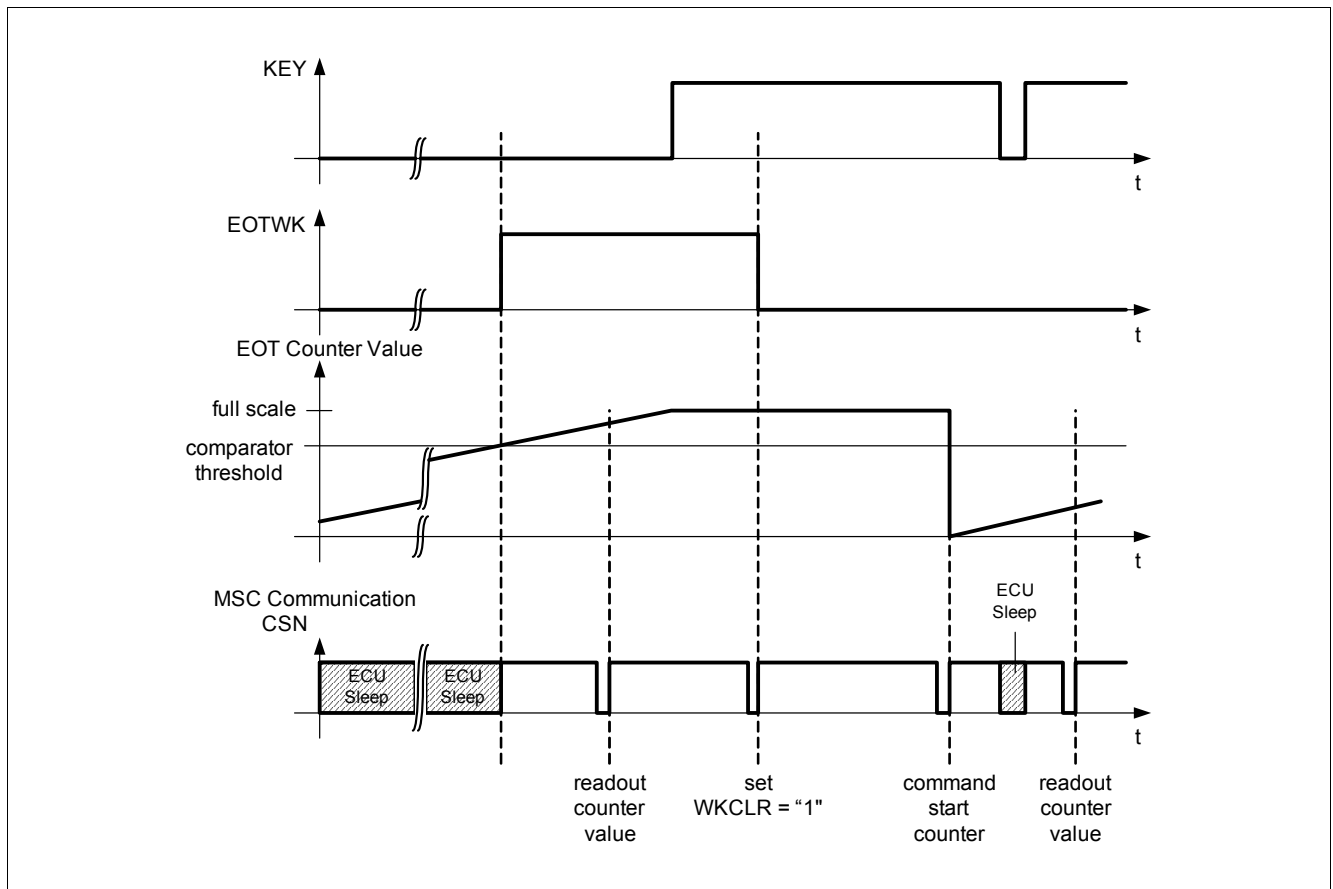 KEY
t
EOTWK
t
EOT Counter Value
full scale
comparator
threshold
t
MSC Communication
CSN
ECU
Sleep
ECU
Sleep
ECU
Sleep
t
readout
counter
value
set
WKCLR = “1"
command
start
counter
readout
counter
value